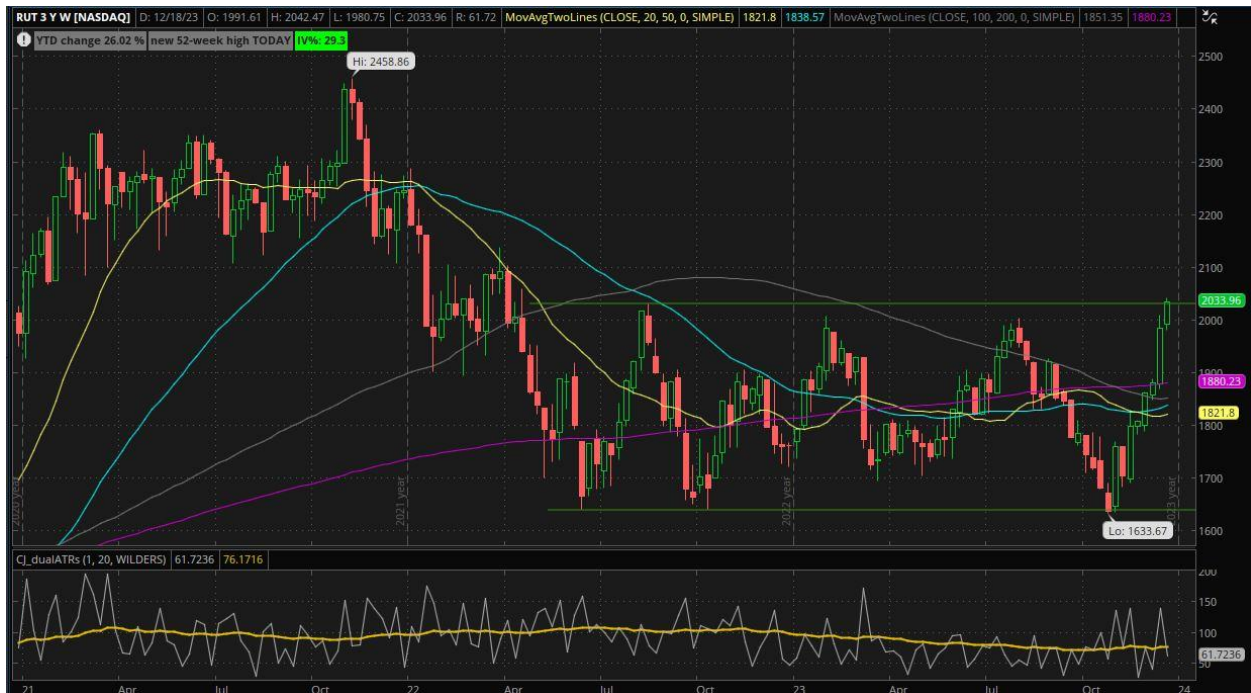 RUT 3 Y W [NASDAQ] D: 12/18/23 O: 1991.61 H: 2042.47 L: 1980.75 C: 2033.96 R: 61.72 MovAvgTwoLines (CLOSE, 20, 50, 0, SIMPLE) 1821.8 1838.57 MovAvgTwoLines (CLOSE, 100, 200, 0, SIMPLE) 1851.35 1880.23
! YTD change 26.02 % new 52-week high TODAY IV%: 29.3
Hi: 2458.86
2500
2400
2300
2200
2100
2033.96
2000
1900
1880.23
1821.8
1800
1700
2020 year 2021 year 2022 year 2023 year
1600
Lo: 1633.67
CJ_dualATRs (1, 20, WILDERS) 61.7236 76.1716
200
150
100
61.7236
50
21 Apr Jul Oct 22 Apr Jul Oct 23 Apr Jul Oct 24